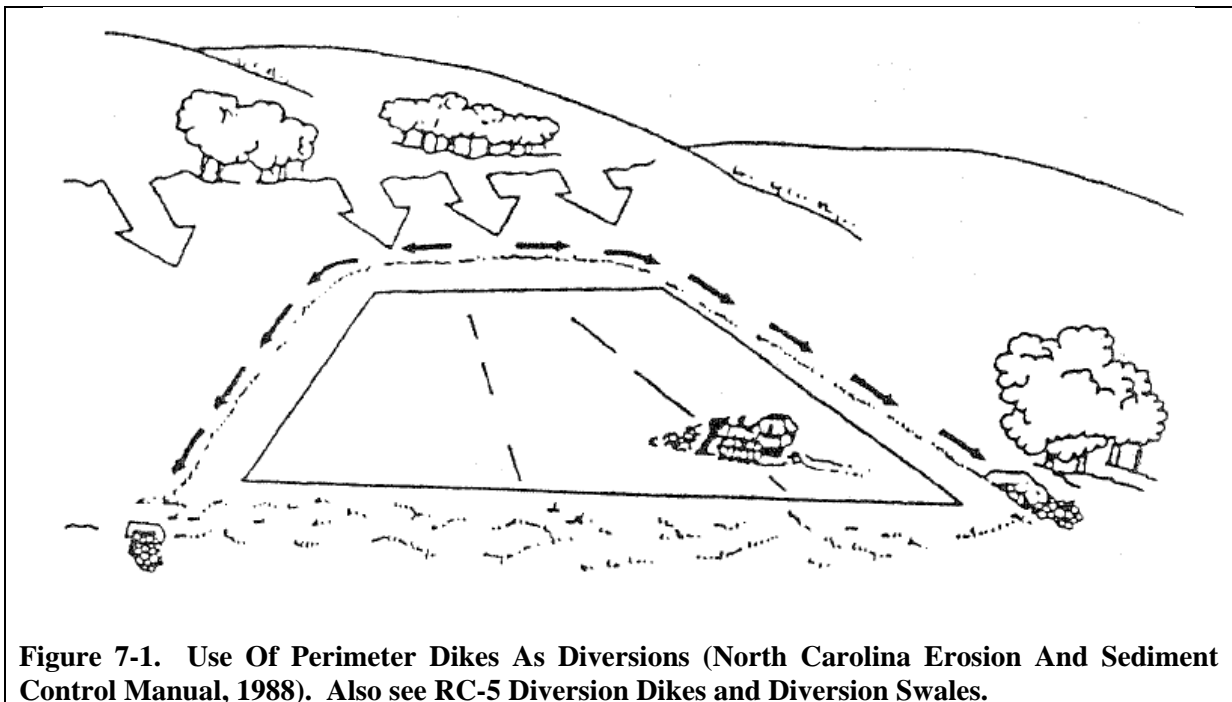 Figure 7-1. Use Of Perimeter Dikes As Diversions (North Carolina Erosion And Sediment
Control Manual, 1988). Also see RC-5 Diversion Dikes and Diversion Swales.